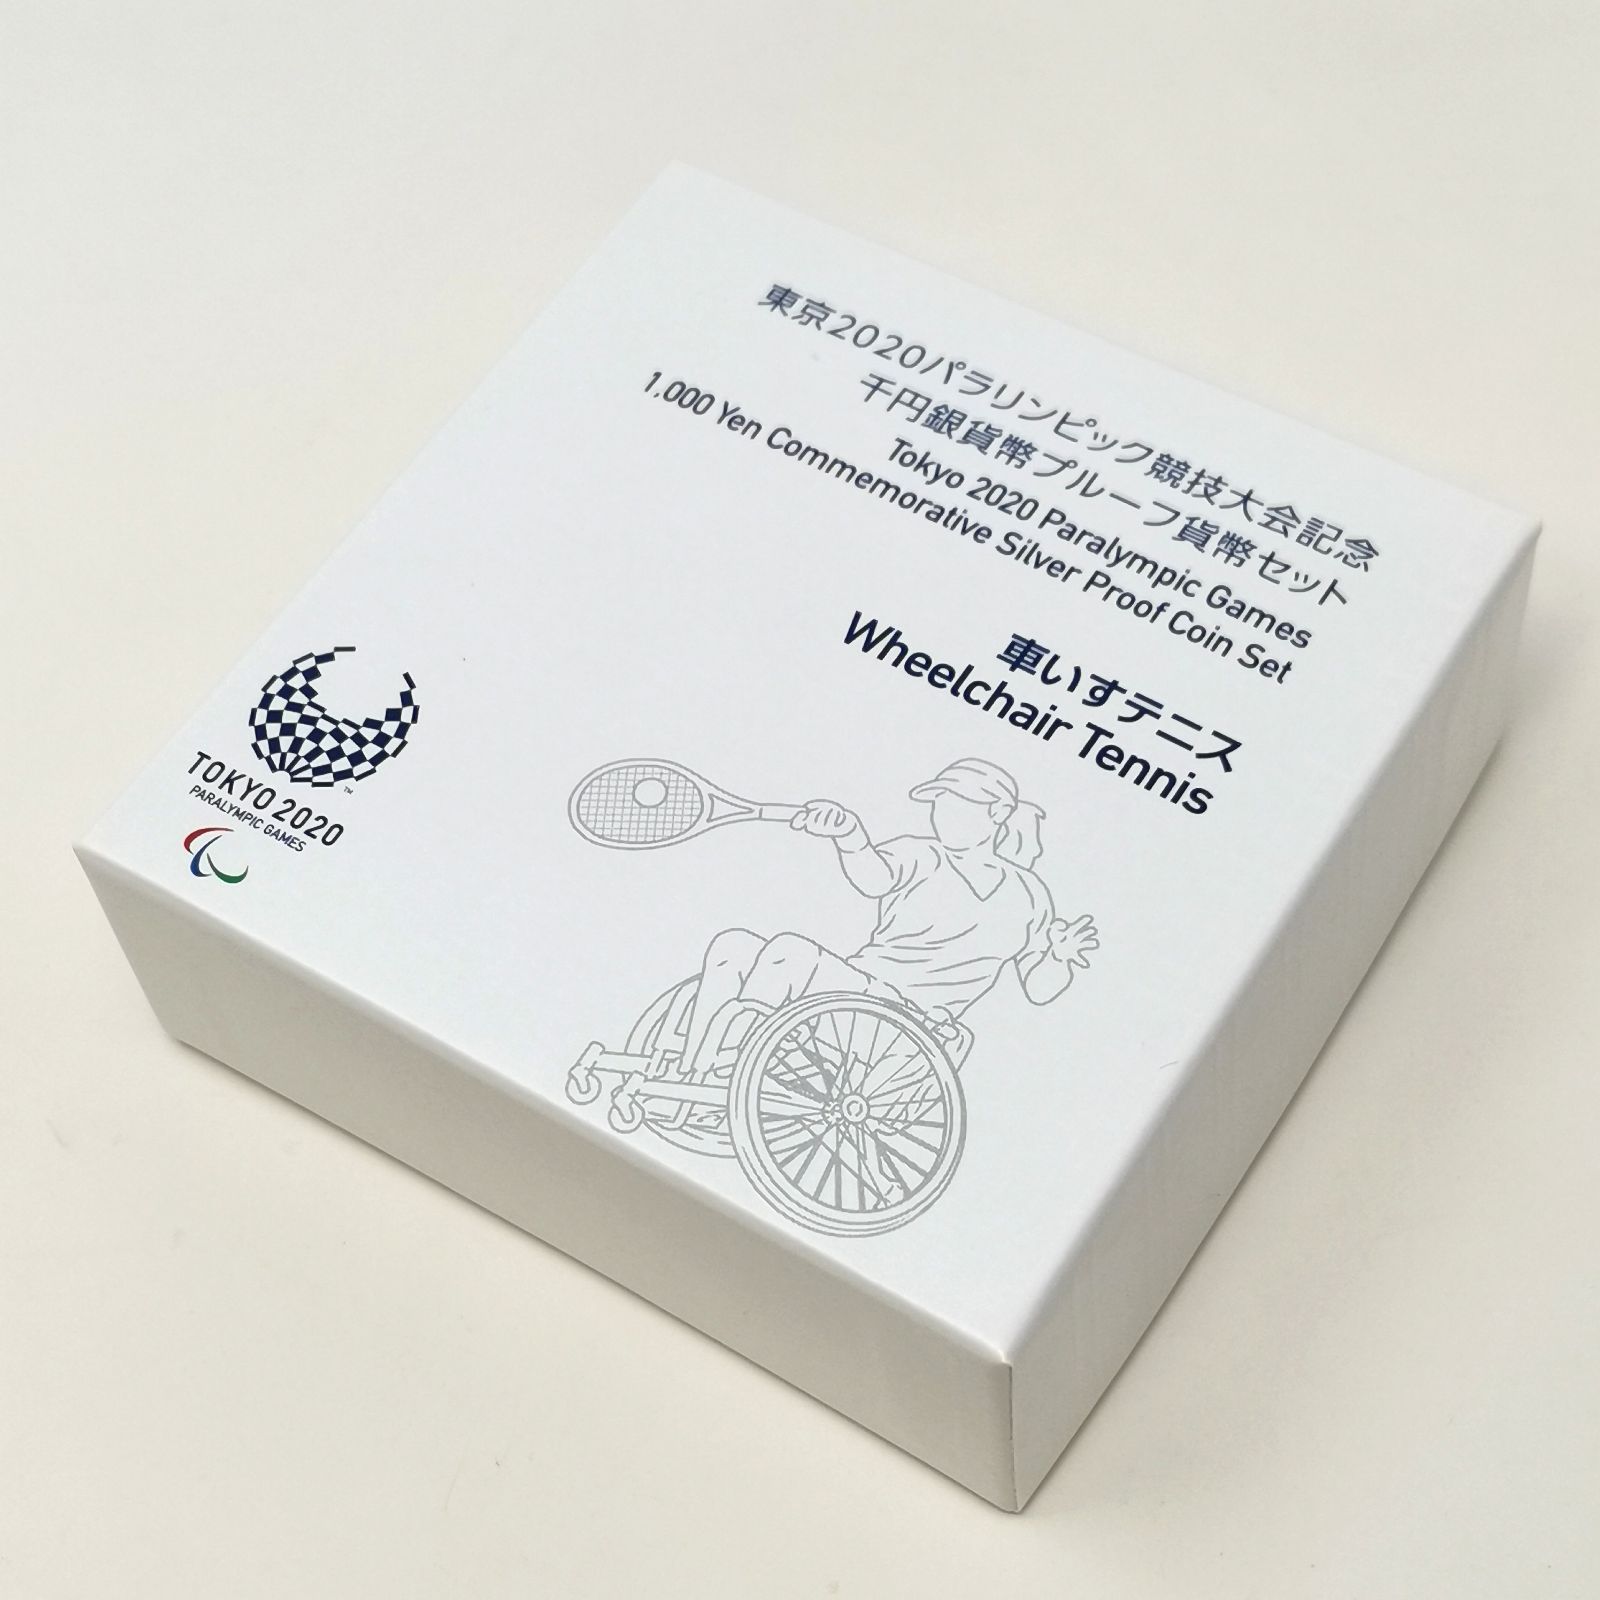 東京2020パラリンピック競技大会記念
千円銀貨幣プルーフ貨幣セット
Tokyo 2020 Paralympic Games
1,000 Yen Commemorative Silver Proof Coin Set
車いすテニス
Wheelchair Tennis
TM
TOKYO 2020
PARALYMPIC GAMES